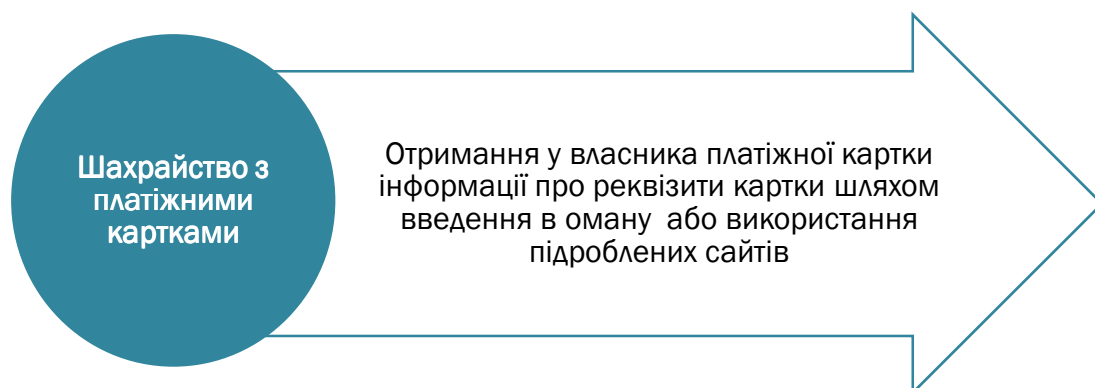 Шахрайство з
платіжними
картками
Отримання у власника платіжної картки
інформації про реквізити картки шляхом
введення в оману або використання
підроблених сайтів